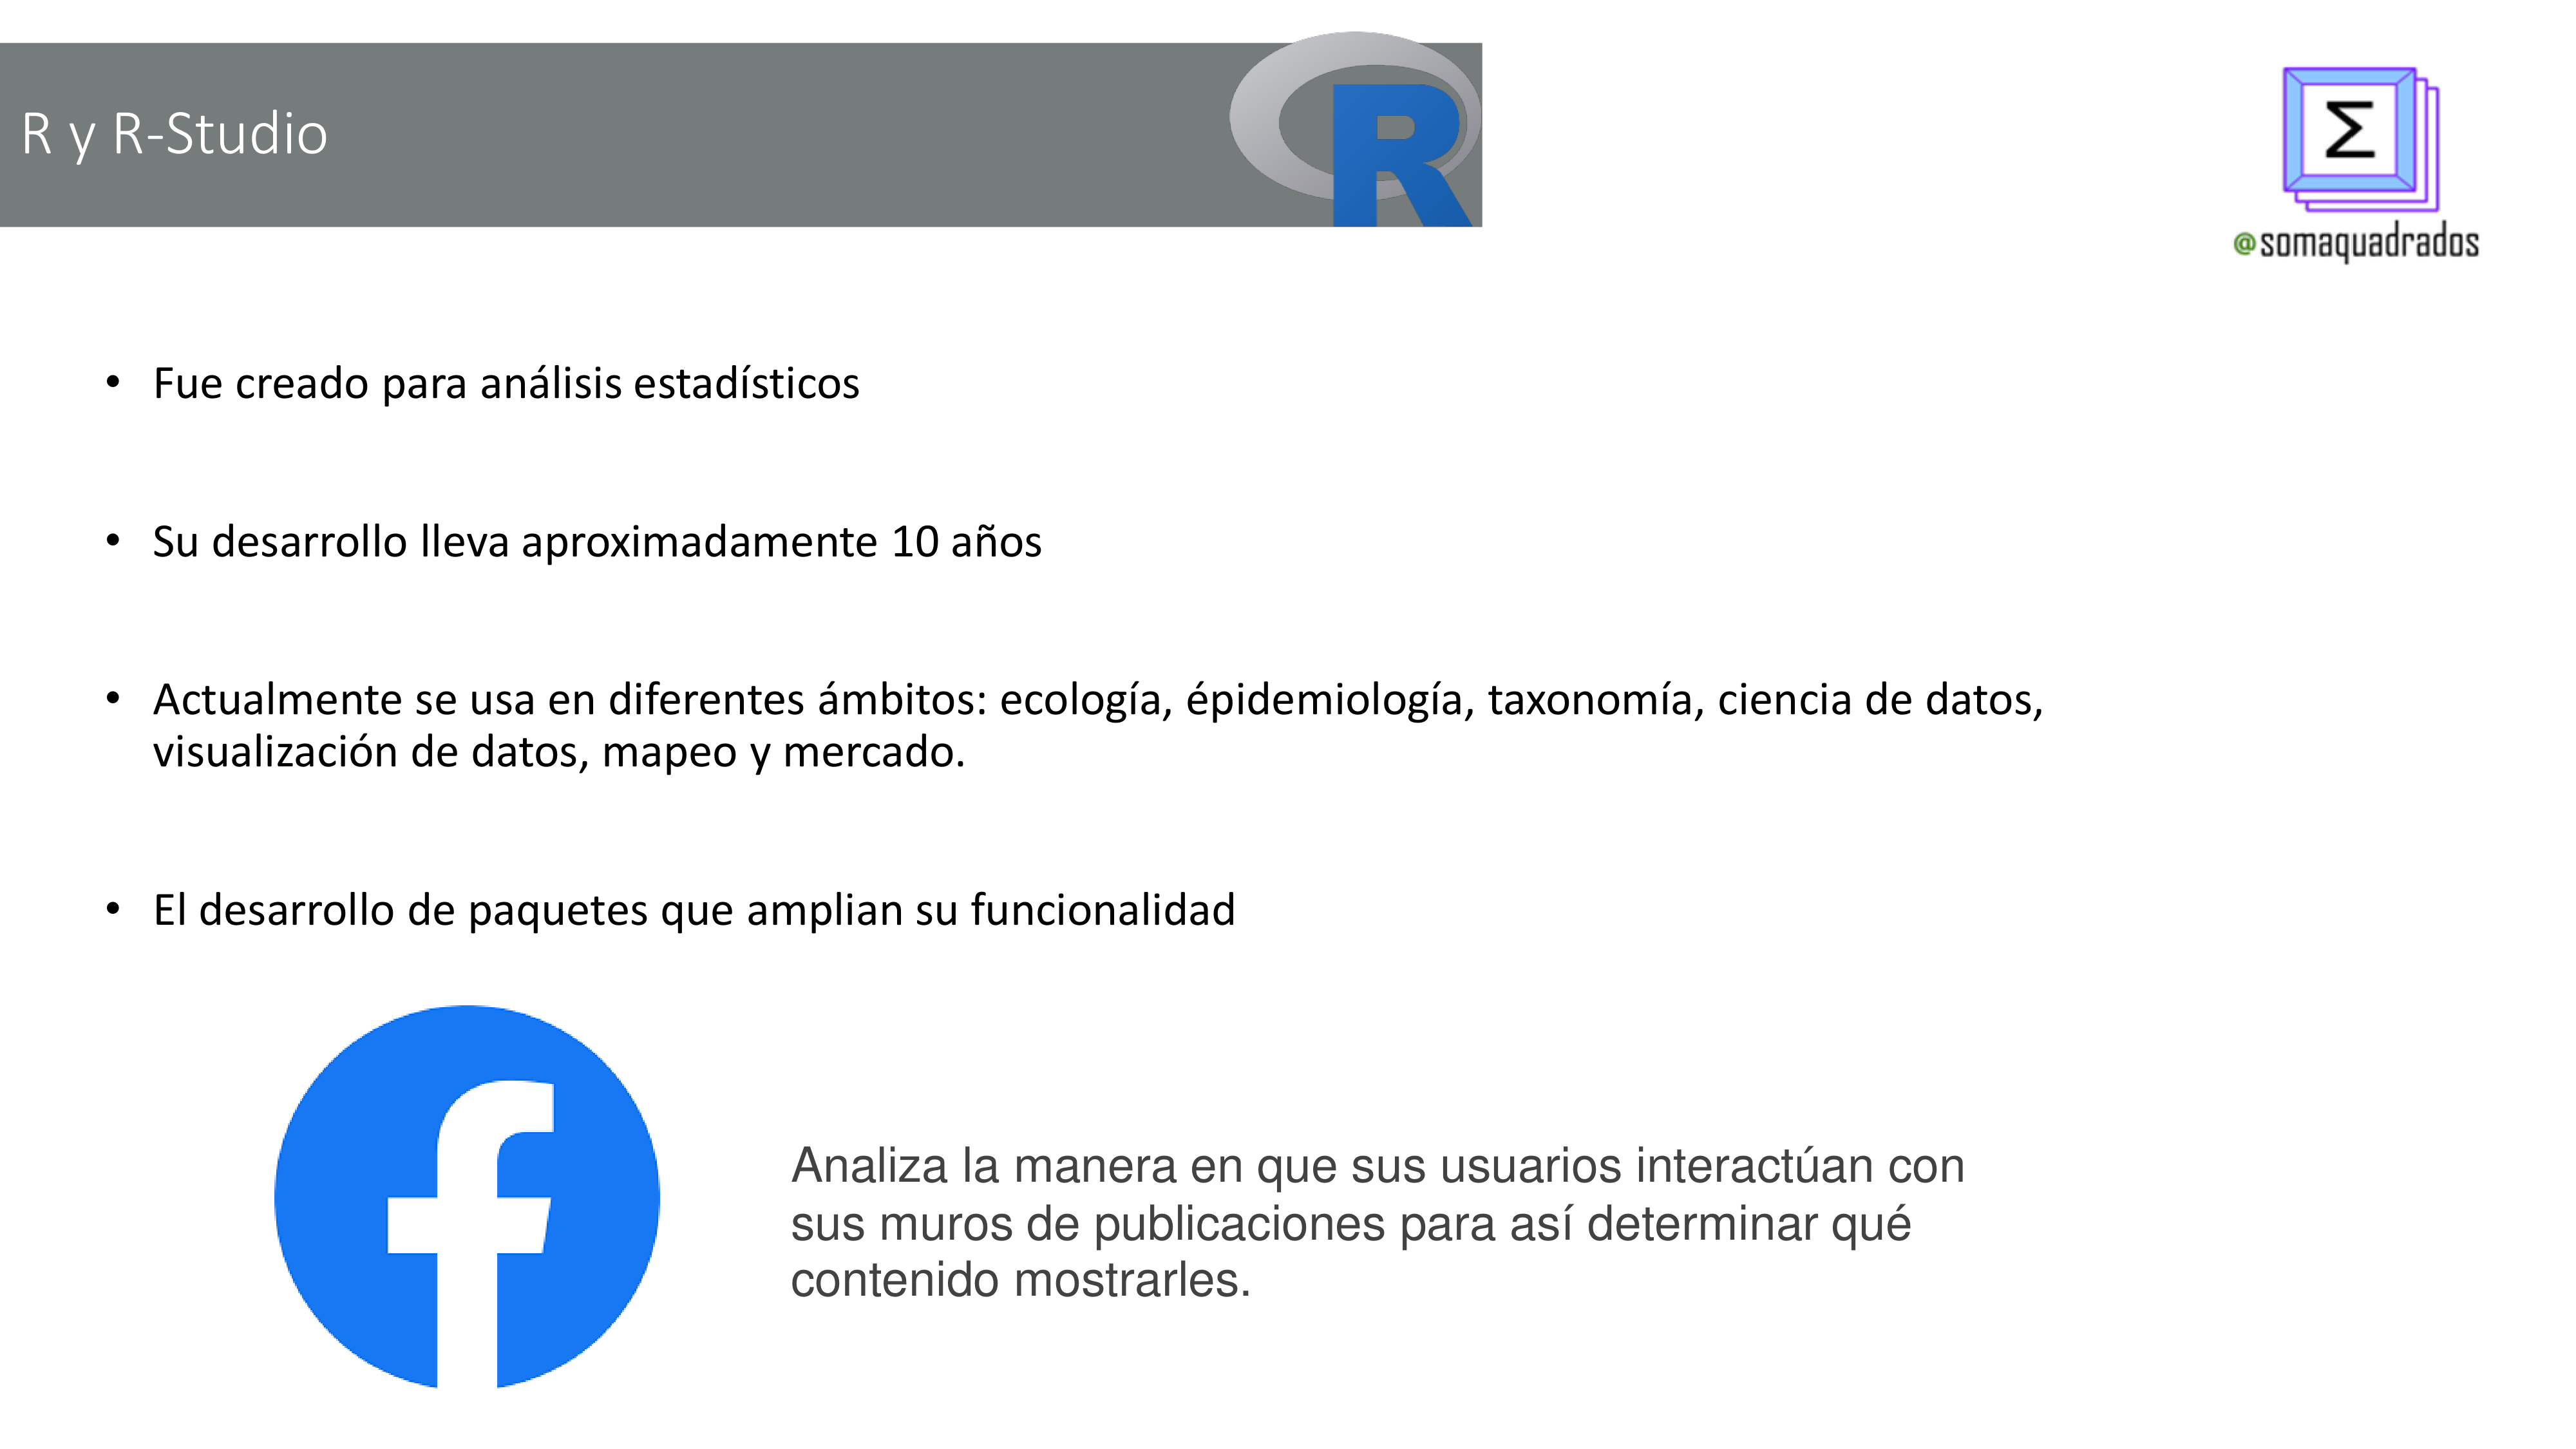 R y R-Studio
R
Σ
@somaquadrados
• Fue creado para análisis estadísticos
• Su desarrollo lleva aproximadamente 10 años
• Actualmente se usa en diferentes ámbitos: ecología, épidemiología, taxonomía, ciencia de datos,
visualización de datos, mapeo y mercado.
• El desarrollo de paquetes que amplian su funcionalidad
f
Analiza la manera en que sus usuarios interactúan con
sus muros de publicaciones para así determinar qué
contenido mostrarles.